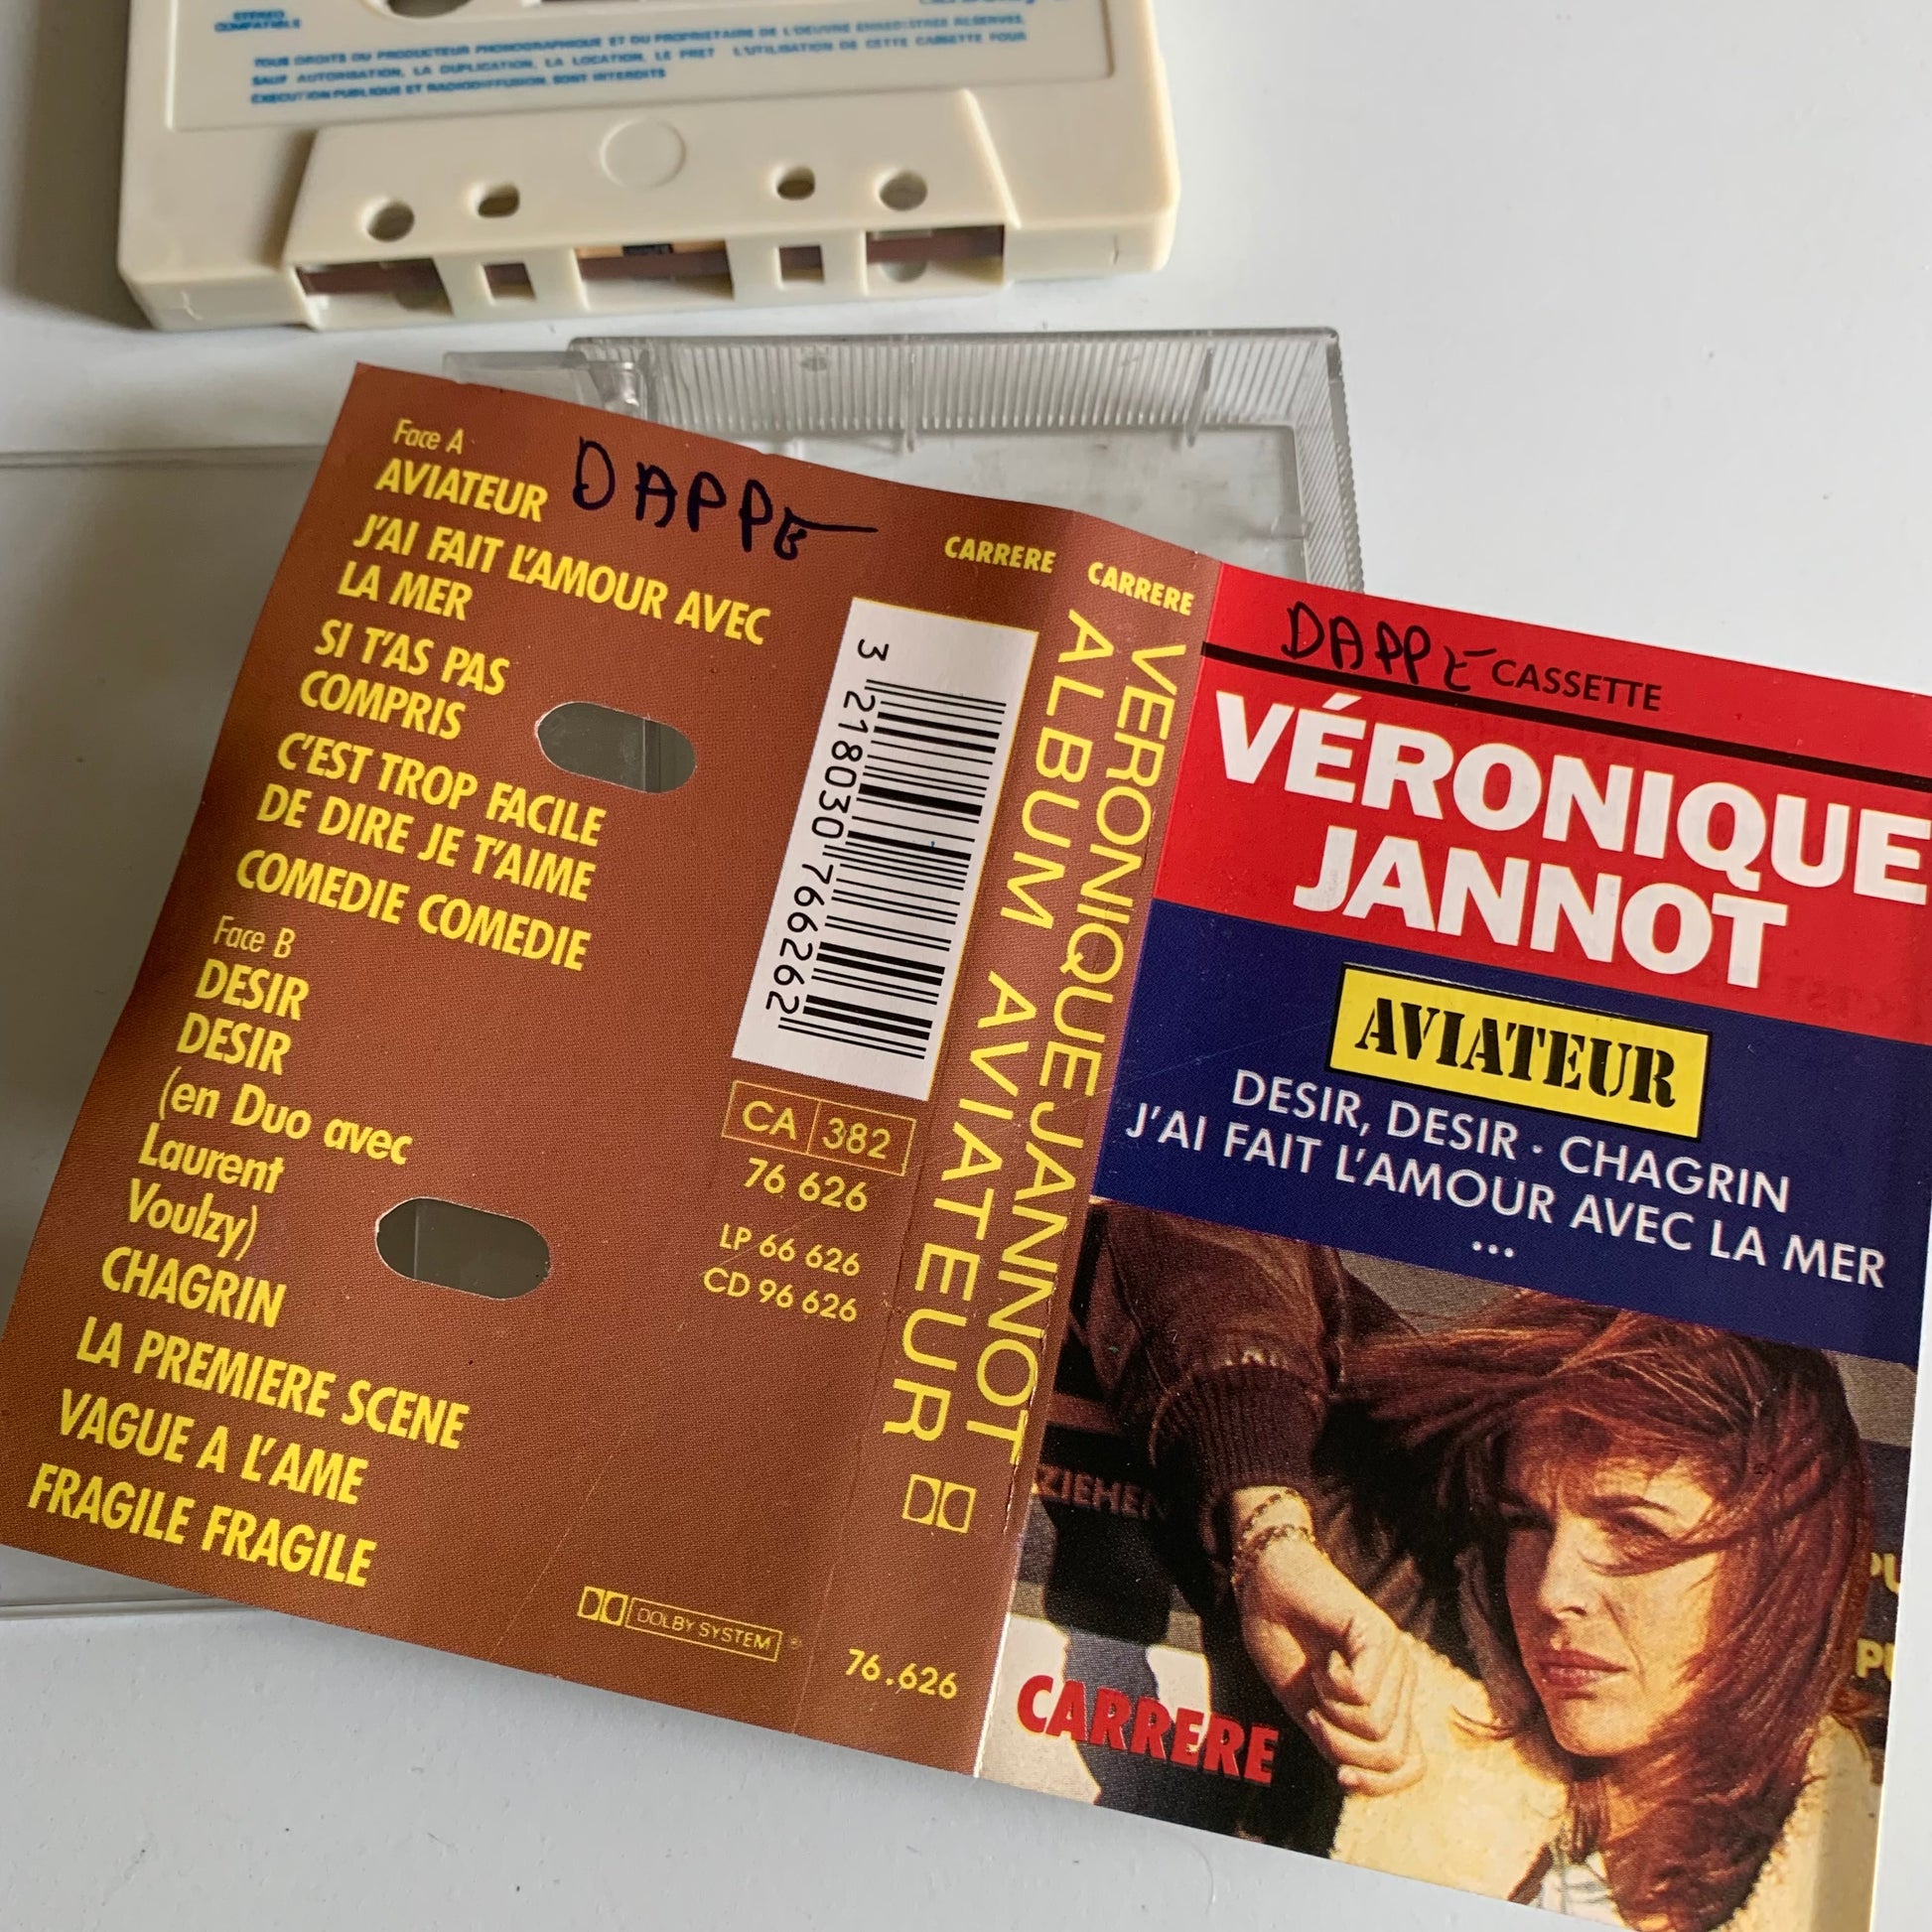 STEREO
COMPATIBLE
TOUS DROITS DU PRODUCTEUR PHONOGRAPHIQUE ET DU PROPRIETAIRE DE L'OEUVRE ENREGISTREE RESERVES.
SAUF AUTORISATION, LA DUPLICATION, LA LOCATION, LE PRET L'UTILISATION DE CETTE CASSETTE POUR
EXECUTION PUBLIQUE ET RADIODIFFUSION, SONT INTERDITS
Face A
AVIATEUR
J'AI FAIT L'AMOUR AVEC
LA MER
SI T'AS PAS
COMPRIS
C'EST TROP FACILE
DE DIRE JE T'AIME
COMEDIE COMEDIE
Face B
DESIR
DESIR
(en Duo avec
Laurent
Voulzy)
CHAGRIN
LA PREMIERE SCENE
VAGUE A L'AME
FRAGILE FRAGILE
DAPPE
CARRERE
3 218030 766262
CA 382
76 626
LP 66 626
CD 96 626
DOLBY SYSTEM ®
76.626
CARRERE
VERONIQUE JANNOT
ALBUM AVIATEUR
DAPPE CASSETTE
VÉRONIQUE
JANNOT
AVIATEUR
DESIR, DESIR · CHAGRIN
J'AI FAIT L'AMOUR AVEC LA MER
...
ZIEHEN
CARRERE